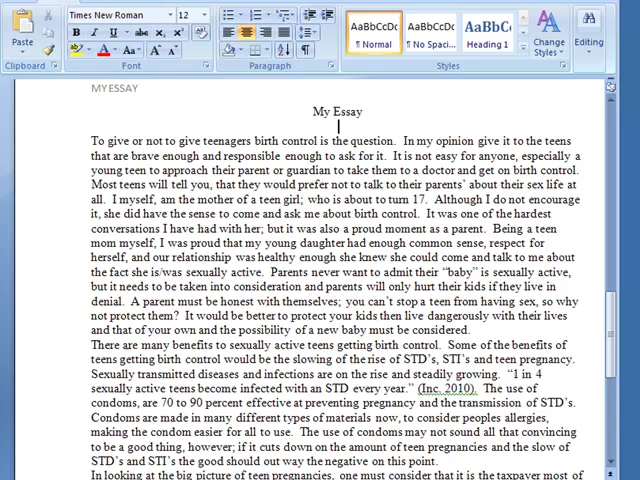 Times New Roman
12
AaBbCcDc
AaBbCcDc
AaBbC
Paste
B I U abc x₂ x² Aa
¶ Normal
¶ No Spaci...
Heading 1
Change Styles
Editing
Clipboard
Font
Paragraph
Styles
MY ESSAY
My Essay
To give or not to give teenagers birth control is the question. In my opinion give it to the teens
that are brave enough and responsible enough to ask for it. It is not easy for anyone, especially a
young teen to approach their parent or guardian to take them to a doctor and get on birth control.
Most teens will tell you, that they would prefer not to talk to their parents’ about their sex life at
all. I myself, am the mother of a teen girl; who is about to turn 17. Although I do not encourage
it, she did have the sense to come and ask me about birth control. It was one of the hardest
conversations I have had with her; but it was also a proud moment as a parent. Being a teen
mom myself, I was proud that my young daughter had enough common sense, respect for
herself, and our relationship was healthy enough she knew she could come and talk to me about
the fact she is/was sexually active. Parents never want to admit their “baby” is sexually active,
but it needs to be taken into consideration and parents will only hurt their kids if they live in
denial. A parent must be honest with themselves; you can’t stop a teen from having sex, so why
not protect them? It would be better to protect your kids then live dangerously with their lives
and that of your own and the possibility of a new baby must be considered.
There are many benefits to sexually active teens getting birth control. Some of the benefits of
teens getting birth control would be the slowing of the rise of STD’s, STI’s and teen pregnancy.
Sexually transmitted diseases and infections are on the rise and steadily growing. “1 in 4
sexually active teens become infected with an STD every year.” (Inc, 2010). The use of
condoms, are 70 to 90 percent effective at preventing pregnancy and the transmission of STD’s.
Condoms are made in many different types of materials now, to consider peoples allergies,
making the condom easier for all to use. The use of condoms may not sound all that convincing
to be a good thing, however; if it cuts down on the amount of teen pregnancies and the slow of
STD’s and STI’s the good should out way the negative on this point.
In looking at the big picture of teen pregnancies, one must consider that it is the taxpayer most of